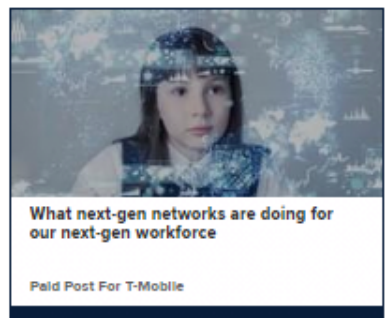 What next-gen networks are doing for
our next-gen workforce
Paid Post For T-Mobile